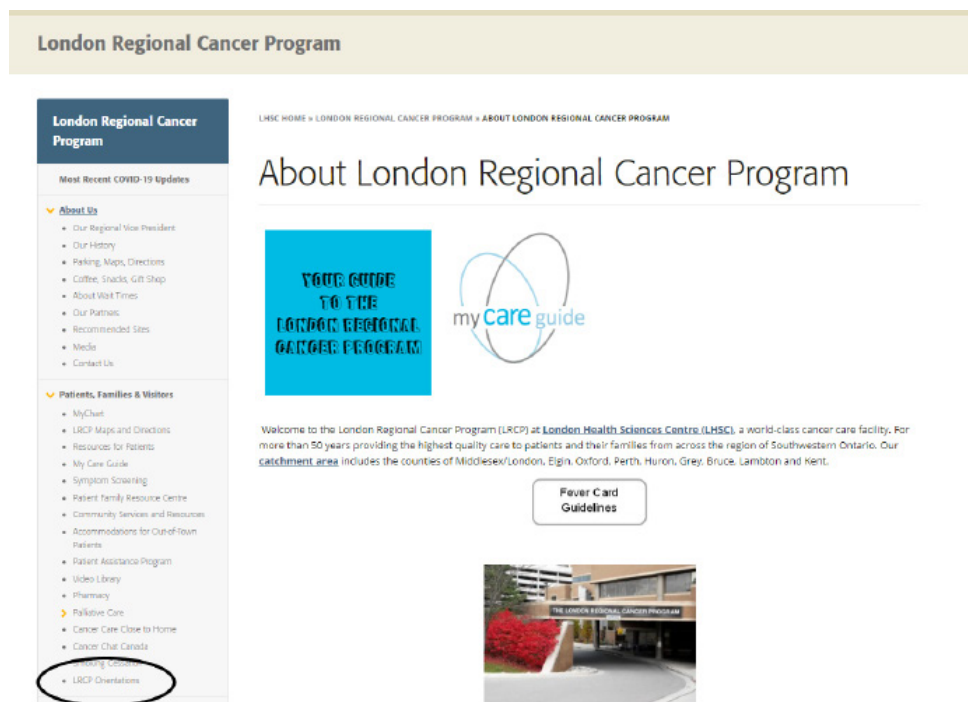 London Regional Cancer Program
London Regional Cancer
Program
Most Recent COVID-19 Updates
About Us
Our Regional Vice President
Our History
Parking, Maps, Directions
Coffee, Snacks, Gift Shop
About Wait Times
Our Partners
Recommended Sites
Media
Contact Us
Patients, Families & Visitors
MyChart
LRCP Maps and Directions
Resources for Patients
My Care Guide
Symptom Screening
Patient Family Resource Centre
Community Services and Resources
Accommodations for Out-of-Town
Patients
Patient Assistance Program
Video Library
Pharmacy
Palliative Care
Cancer Care Close to Home
Cancer Chat Canada
Smoking Cessation
LRCP Orientations
LHSC HOME » LONDON REGIONAL CANCER PROGRAM » ABOUT LONDON REGIONAL CANCER PROGRAM
About London Regional Cancer Program
YOUR GUIDE
TO THE
LONDON REGIONAL
CANCER PROGRAM
my care guide
Welcome to the London Regional Cancer Program (LRCP) at London Health Sciences Centre (LHSC), a world-class cancer care facility. For
more than 50 years providing the highest quality care to patients and their families from across the region of Southwestern Ontario. Our
catchment area includes the counties of Middlesex/London, Elgin, Oxford, Perth, Huron, Grey, Bruce, Lambton and Kent.
Fever Card
Guidelines
THE LONDON REGIONAL CANCER PROGRAM